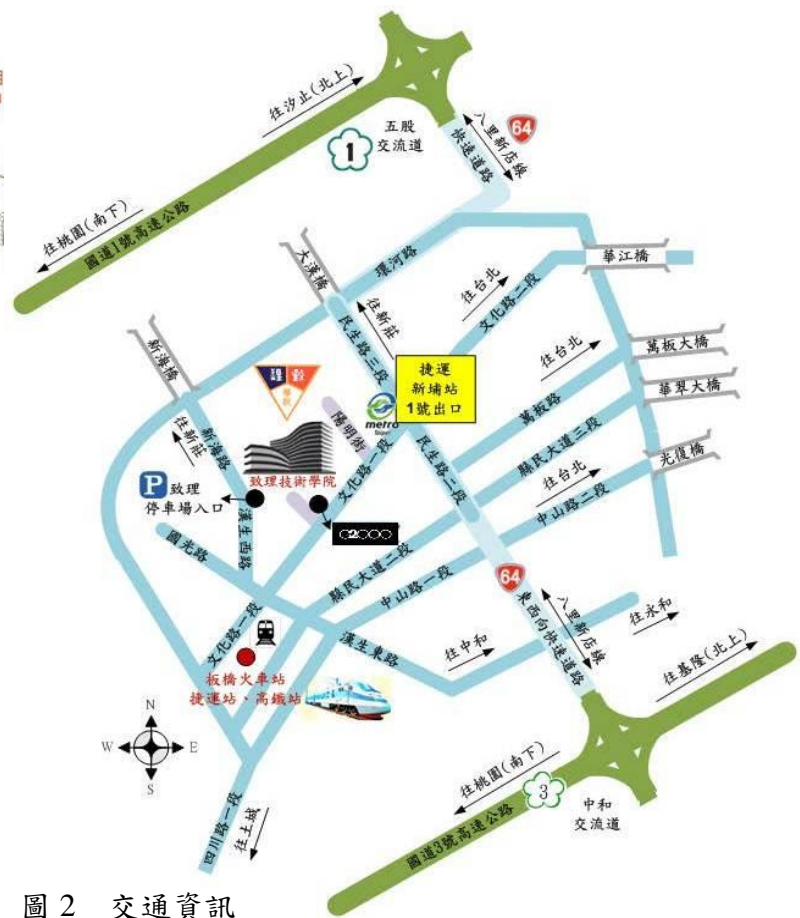 往汐止(北上)
五股
交流道
1
64
八里新店線
快速道路
往桃園(南下)
國道1號高速公路
大漢橋
環河路
華江橋
往台北
文化路二段
往新莊
民生路三段
新海橋
捷運
新埔站
1號出口
往台北
萬板大橋
萬板路
華翠大橋
陽明街
metro
Taipei
往新莊
新海路
縣民大道三段
光復橋
致理技術學院
文化路一段
民生路二段
往台北
中山路二段
P 致理
停車場入口
漢生西路
國光路
縣民大道二段
中山路一段
64
八里新店線
東西向快速道路
文化路一段
漢生東路
往中和
往永和
板橋火車站
捷運站、高鐵站
往基隆(北上)
N
W E
S
往桃園(南下)
3
中和
交流道
國道3號高速公路
四川路一段
往土城
圖 2 交通資訊